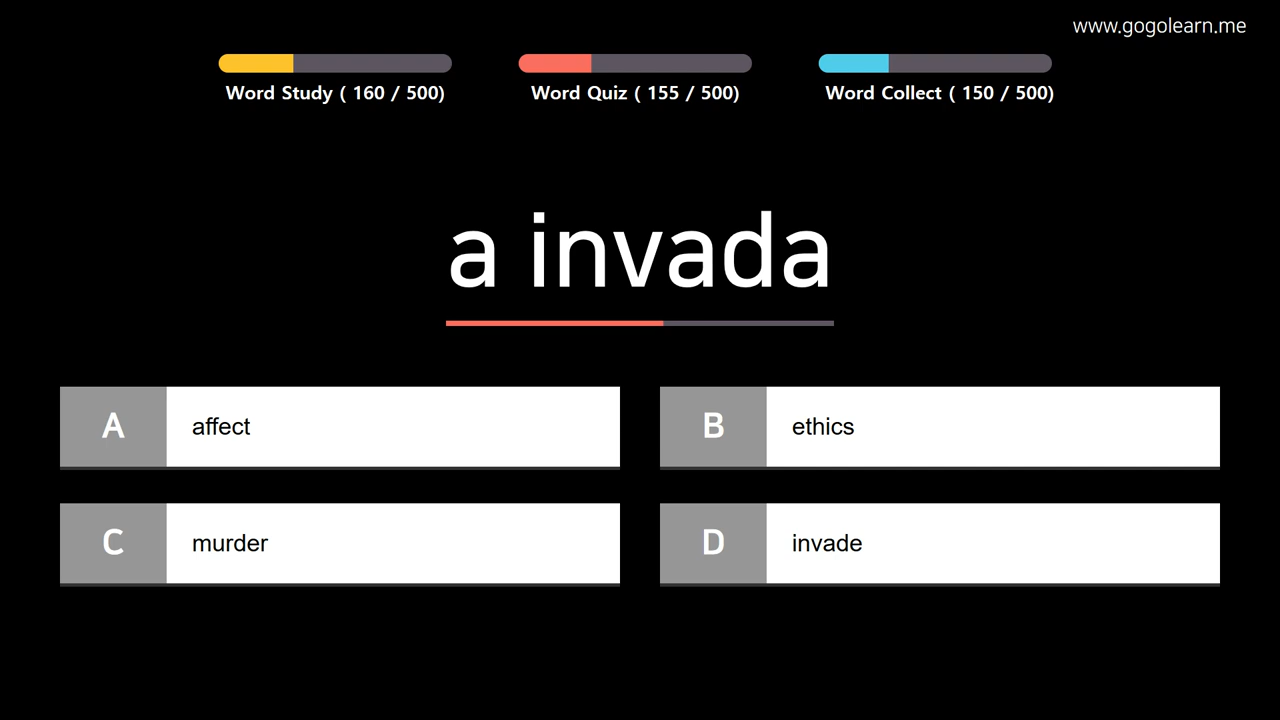 www.gogolearn.me
Word Study ( 160 / 500)
Word Quiz ( 155 / 500)
Word Collect ( 150 / 500)
a invada
A
affect
B
ethics
C
murder
D
invade